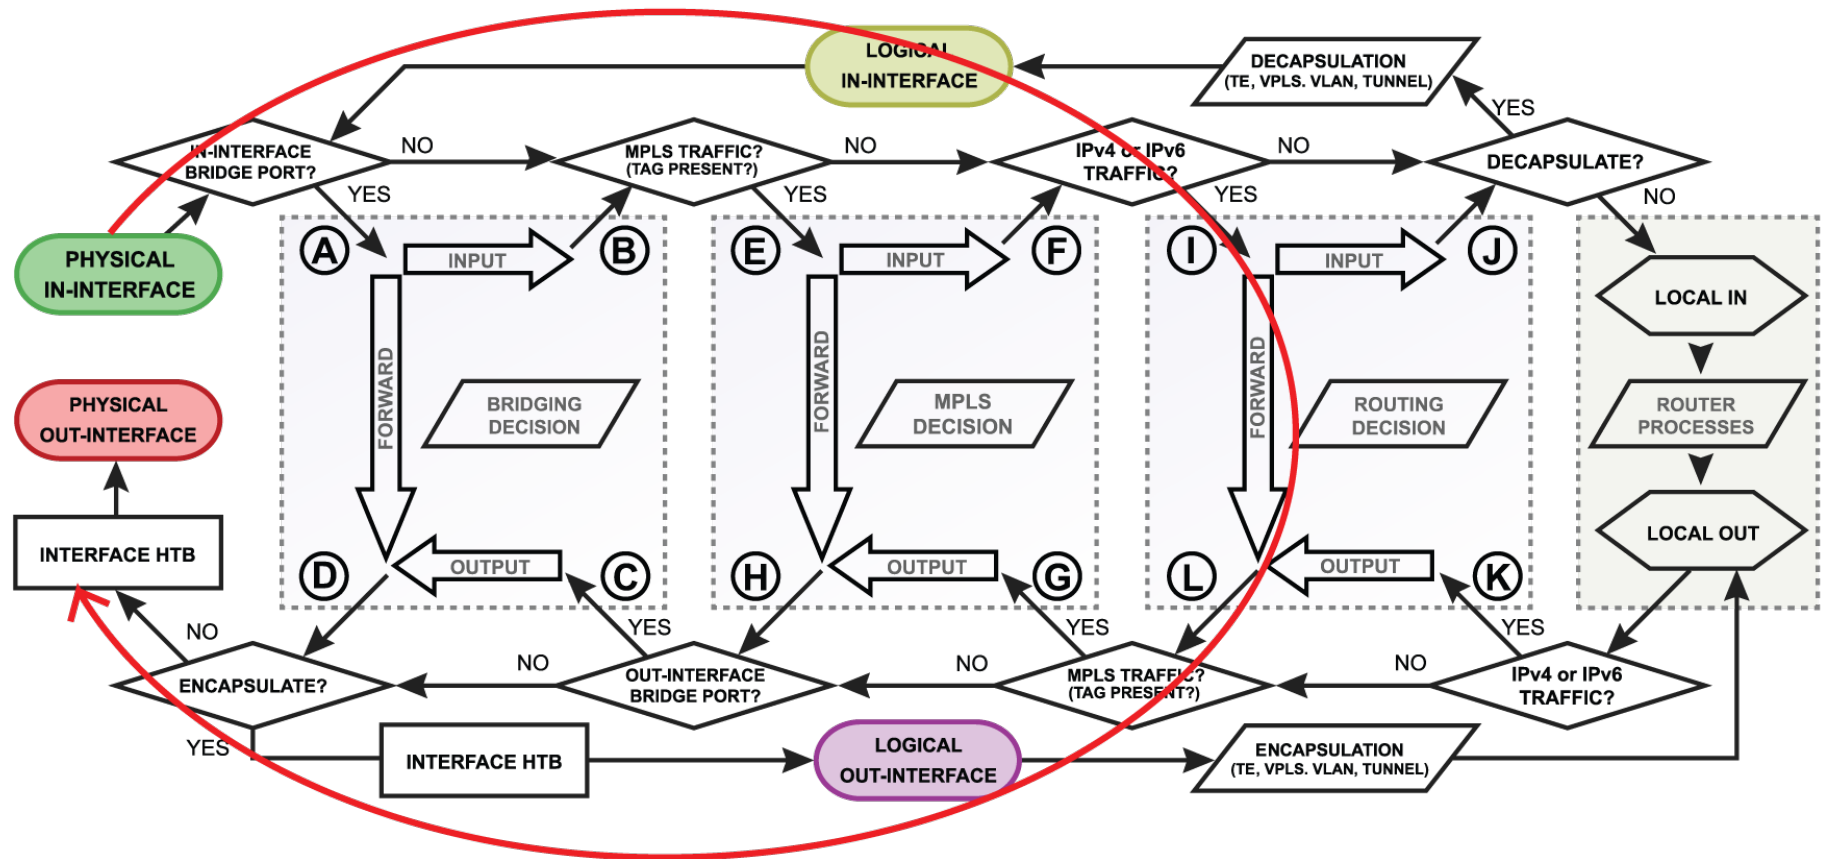 LOGICAL
IN-INTERFACE
DECAPSULATION
(TE, VPLS. VLAN, TUNNEL)
YES
IN-INTERFACE
BRIDGE PORT?
NO
MPLS TRAFFIC?
(TAG PRESENT?)
NO
IPv4 or IPv6
TRAFFIC?
NO
DECAPSULATE?
YES
YES
YES
NO
PHYSICAL
IN-INTERFACE
A
INPUT
B
E
INPUT
F
I
INPUT
J
LOCAL IN
FORWARD
FORWARD
FORWARD
PHYSICAL
OUT-INTERFACE
BRIDGING
DECISION
MPLS
DECISION
ROUTING
DECISION
ROUTER
PROCESSES
INTERFACE HTB
D
OUTPUT
C
H
OUTPUT
G
L
OUTPUT
K
LOCAL OUT
NO
YES
YES
YES
ENCAPSULATE?
NO
OUT-INTERFACE
BRIDGE PORT?
NO
MPLS TRAFFIC?
(TAG PRESENT?)
NO
IPv4 or IPv6
TRAFFIC?
YES
INTERFACE HTB
LOGICAL
OUT-INTERFACE
ENCAPSULATION
(TE, VPLS. VLAN, TUNNEL)